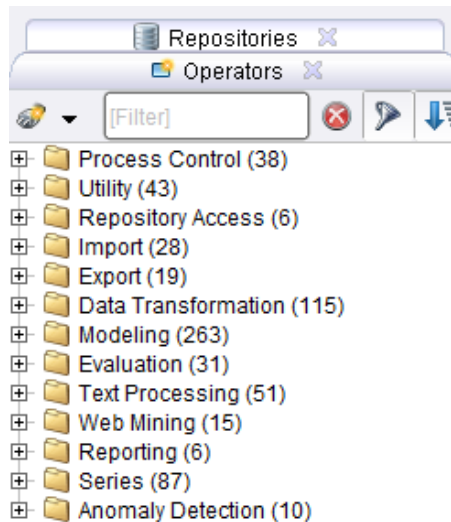 Repositories
Operators
[Filter]
Process Control (38)
Utility (43)
Repository Access (6)
Import (28)
Export (19)
Data Transformation (115)
Modeling (263)
Evaluation (31)
Text Processing (51)
Web Mining (15)
Reporting (6)
Series (87)
Anomaly Detection (10)